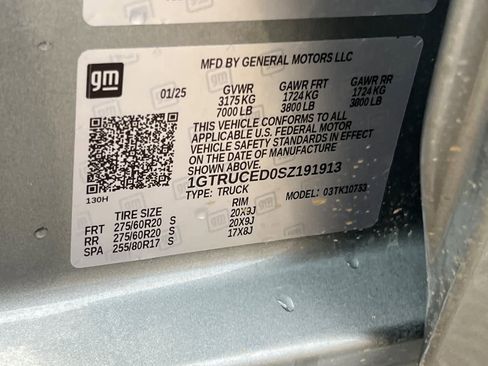 gm
MFD BY GENERAL MOTORS LLC
01/25 GVWR GAWR FRT GAWR RR
3175 KG 1724 KG 1724 KG
7000 LB 3800 LB 3800 LB
THIS VEHICLE CONFORMS TO ALL
APPLICABLE U.S. FEDERAL MOTOR
VEHICLE SAFETY STANDARDS IN
EFFECT ON THE DATE OF
MANUFACTURE SHOWN ABOVE.
1GTRUCED0SZ191913
TYPE: TRUCK MODEL: 03TK10753
130H
TIRE SIZE RIM
FRT 275/60R20 S 20X9J
RR 275/60R20 S 20X9J
SPA 255/80R17 S 17X8J